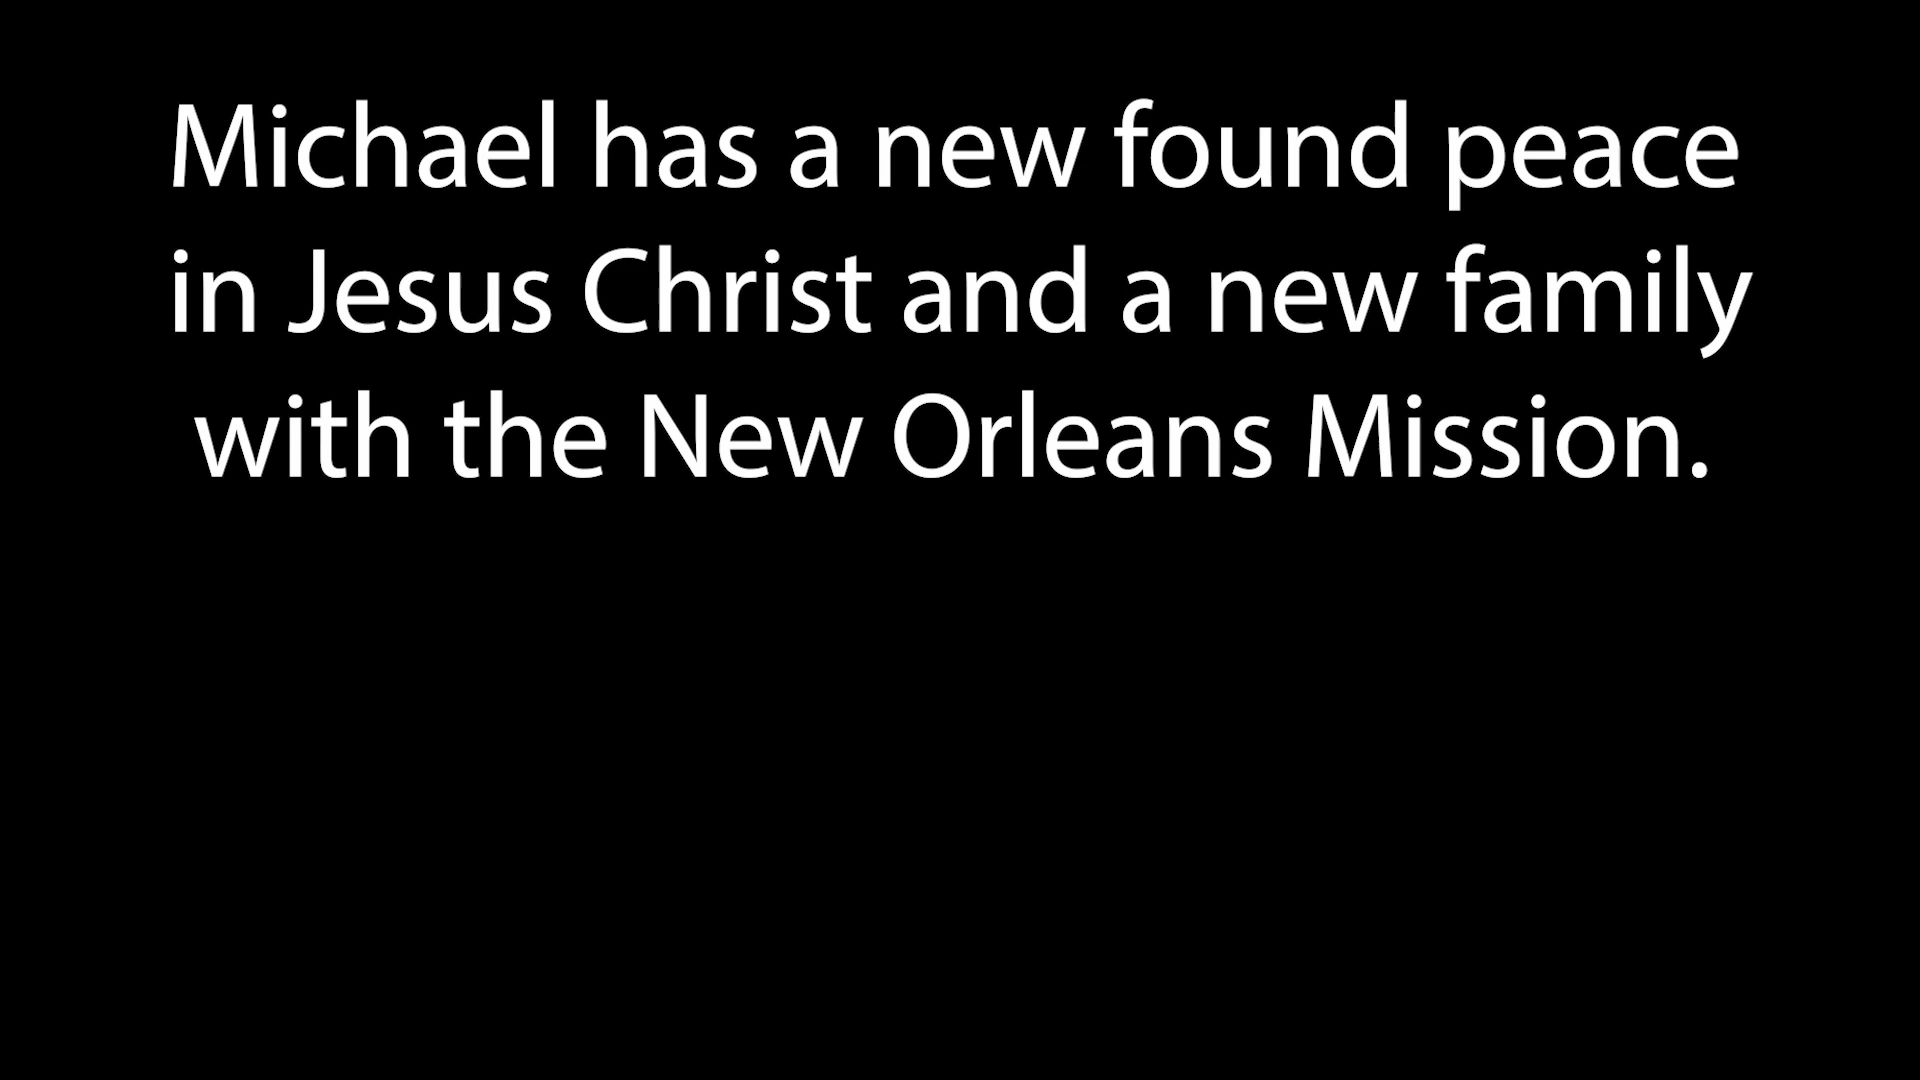 Michael has a new found peace
in Jesus Christ and a new family
with the New Orleans Mission.